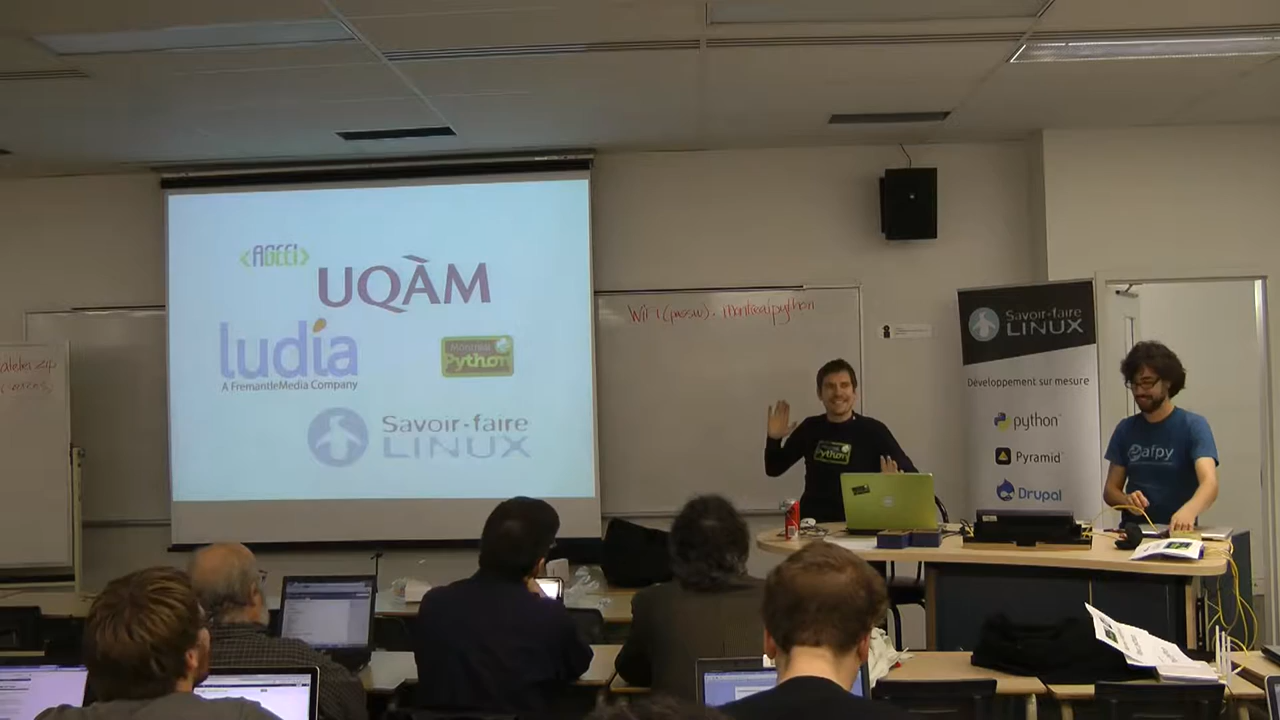 <AGEEI>
UQÀM
ludia
A FremantleMedia Company
Montréal
Python
Savoir-faire
LINUX
WiFi (passw): montrealpython
Savoir-faire
LINUX
Développement sur mesure
python
Pyramid
Drupal
Python
afpy